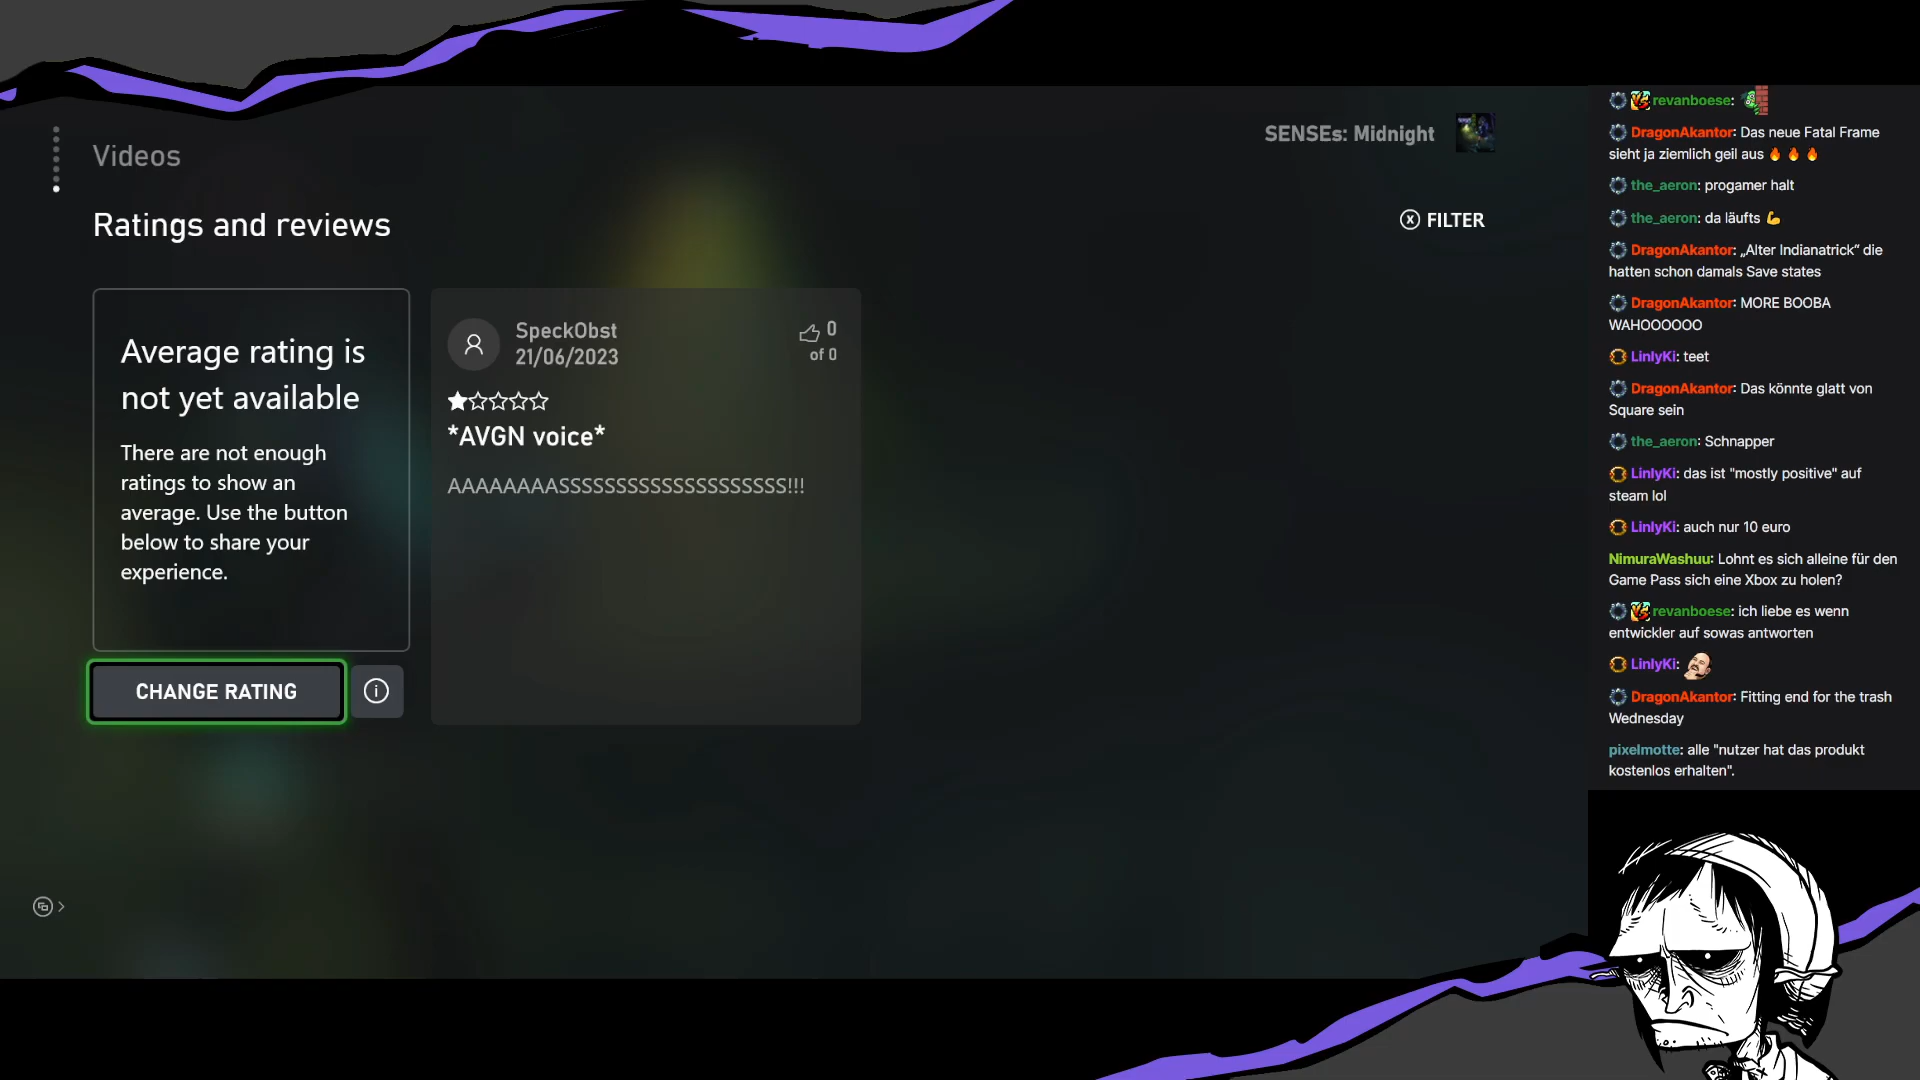 Videos
Ratings and reviews
SENSEs: Midnight
FILTER
Average rating is
not yet available
There are not enough
ratings to show an
average. Use the button
below to share your
experience.
CHANGE RATING
SpeckObst
21/06/2023
0
of 0
*AVGN voice*
AAAAAAAASSSSSSSSSSSSSSSSSSSS!!!
revanboese:
DragonAkantor: Das neue Fatal Frame
sieht ja ziemlich geil aus 🔥 🔥 🔥
the_aeron: progamer halt
the_aeron: da läufts 💪
DragonAkantor: „Alter Indianatrick“ die
hatten schon damals Save states
DragonAkantor: MORE BOOBA
WAHOOOOOO
LinlyKi: teet
DragonAkantor: Das könnte glatt von
Square sein
the_aeron: Schnapper
LinlyKi: das ist "mostly positive" auf
steam lol
LinlyKi: auch nur 10 euro
NimuraWashuu: Lohnt es sich alleine für den
Game Pass sich eine Xbox zu holen?
revanboese: ich liebe es wenn
entwickler auf sowas antworten
LinlyKi:
DragonAkantor: Fitting end for the trash
Wednesday
pixelmotte: alle "nutzer hat das produkt
kostenlos erhalten".